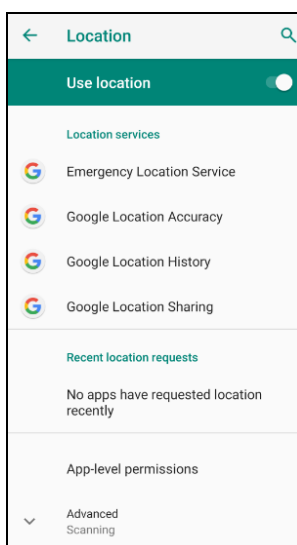 Location
Use location
Location services
Emergency Location Service
Google Location Accuracy
Google Location History
Google Location Sharing
Recent location requests
No apps have requested location
recently
App-level permissions
Advanced
Scanning